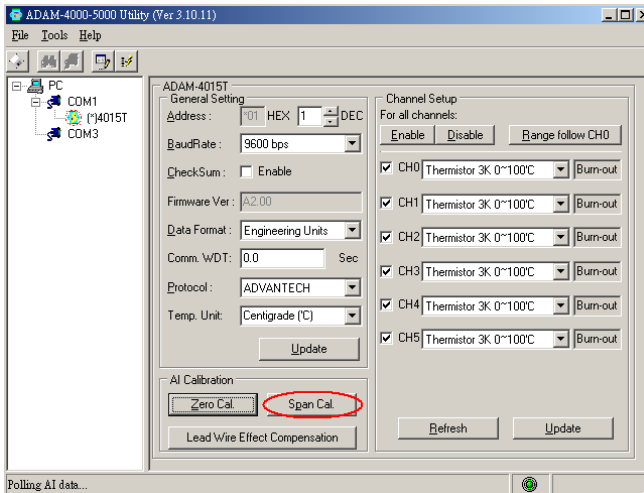 ADAM-4000-5000 Utility (Ver 3.10.11)
File Tools Help
PC
COM1
(*)4015T
COM3
ADAM-4015T
General Setting
Address : *01 HEX 1 DEC
BaudRate : 9600 bps
CheckSum : Enable
Firmware Ver : A2.00
Data Format : Engineering Units
Comm. WDT: 0.0 Sec
Protocol : ADVANTECH
Temp. Unit: Centigrade ('C)
Update
AI Calibration
Zero Cal. Span Cal.
Lead Wire Effect Compensation
Channel Setup
For all channels:
Enable Disable Range follow CH0
CH0 Thermistor 3K 0~100'C Burn-out
CH1 Thermistor 3K 0~100'C Burn-out
CH2 Thermistor 3K 0~100'C Burn-out
CH3 Thermistor 3K 0~100'C Burn-out
CH4 Thermistor 3K 0~100'C Burn-out
CH5 Thermistor 3K 0~100'C Burn-out
Refresh Update
Polling AI data...